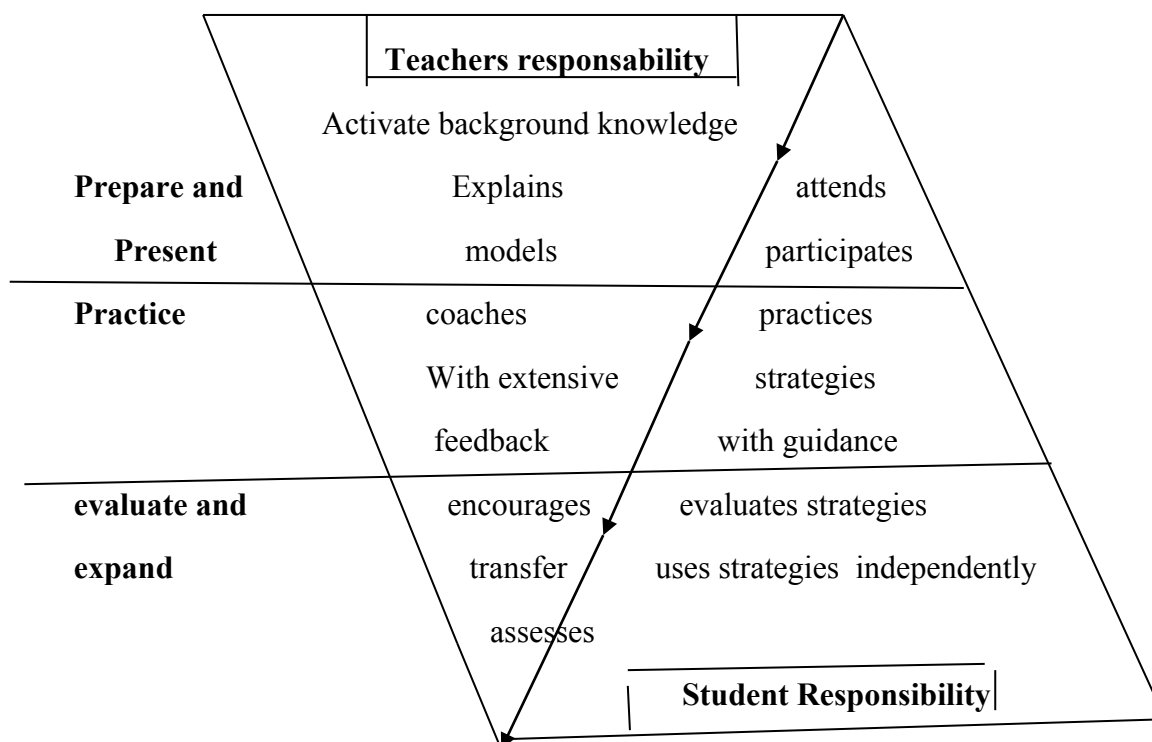 Teachers responsability
Activate background knowledge
Prepare and Explains attends
Present models participates
Practice coaches practices
With extensive strategies
feedback with guidance
evaluate and encourages evaluates strategies
expand transfer uses strategies independently
assesses
Student Responsibility